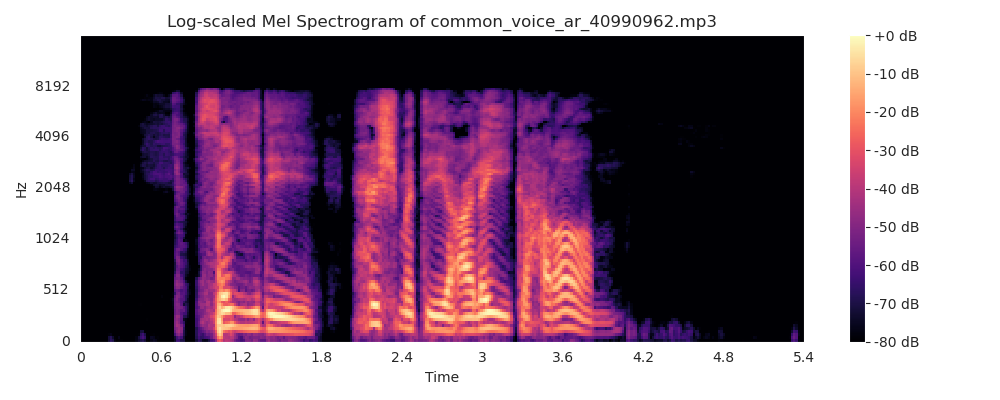 Log-scaled Mel Spectrogram of common_voice_ar_40990962.mp3
Hz
8192
4096
2048
1024
512
0
0 0.6 1.2 1.8 2.4 3 3.6 4.2 4.8 5.4
Time
+0 dB
-10 dB
-20 dB
-30 dB
-40 dB
-50 dB
-60 dB
-70 dB
-80 dB